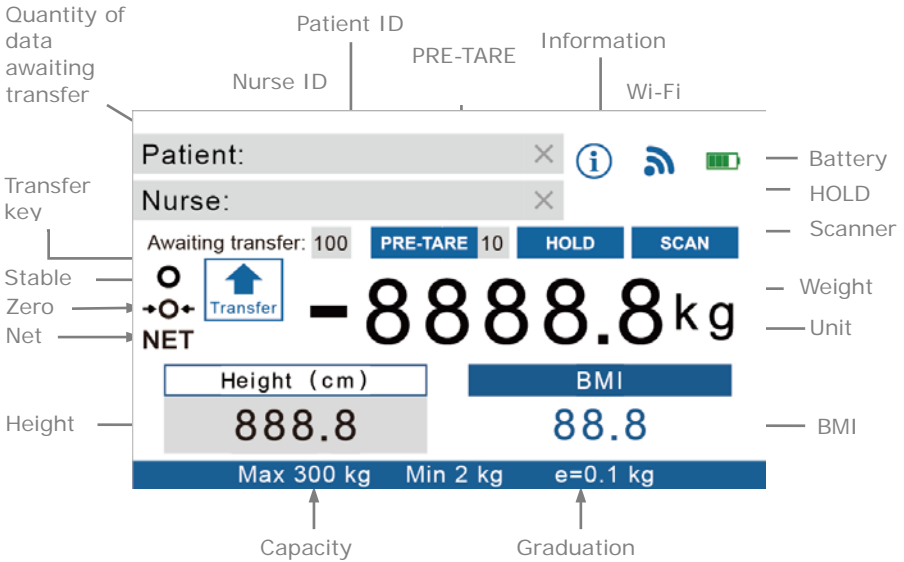 Quantity of
data
awaiting
transfer
Patient ID
Nurse ID
PRE-TARE
Information
Wi-Fi
Patient: ×
Nurse: ×
Battery
HOLD
Scanner
Transfer
key
Awaiting transfer: 100 PRE-TARE 10 HOLD SCAN
Stable
Zero
Net
Transfer
NET
-8888.8kg
Weight
Unit
Height (cm) BMI
Height
888.8 88.8
BMI
Max 300 kg Min 2 kg e=0.1 kg
Capacity Graduation